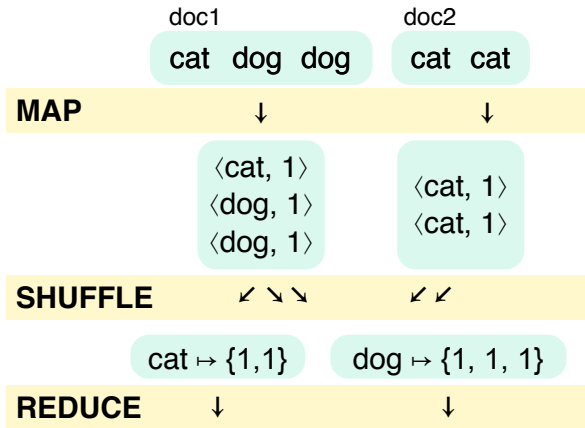 doc1 doc2
cat dog dog cat cat
MAP ↓ ↓
⟨cat, 1⟩
⟨dog, 1⟩
⟨dog, 1⟩
⟨cat, 1⟩
⟨cat, 1⟩
SHUFFLE ↙ ↘ ↘ ↙ ↙
cat ↦ {1,1} dog ↦ {1, 1, 1}
REDUCE ↓ ↓